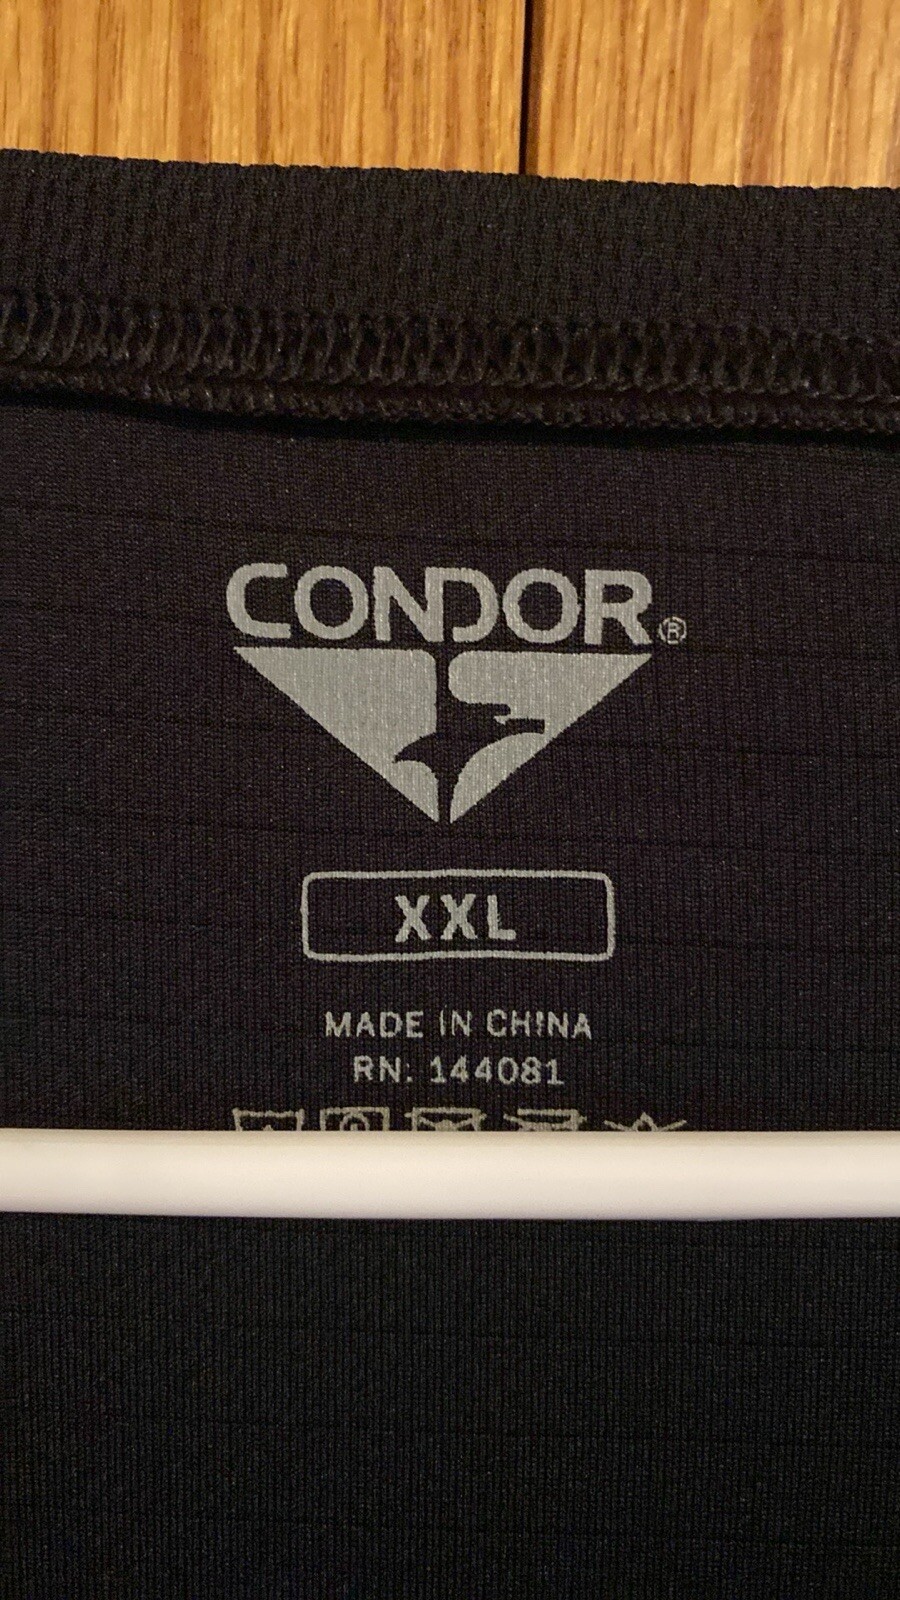 CONDOR®
XXL
MADE IN CHINA
RN: 144081